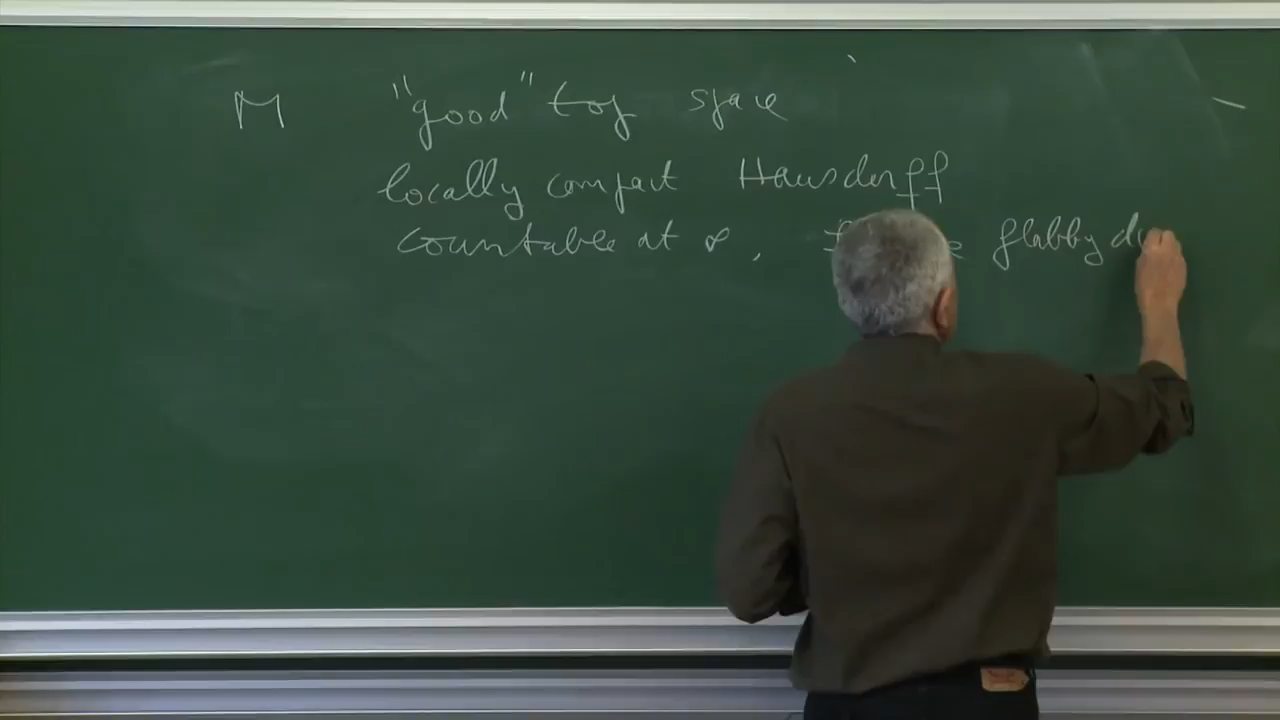 M "good" top space
locally compact Hausdorff
countable at ∞, flabby